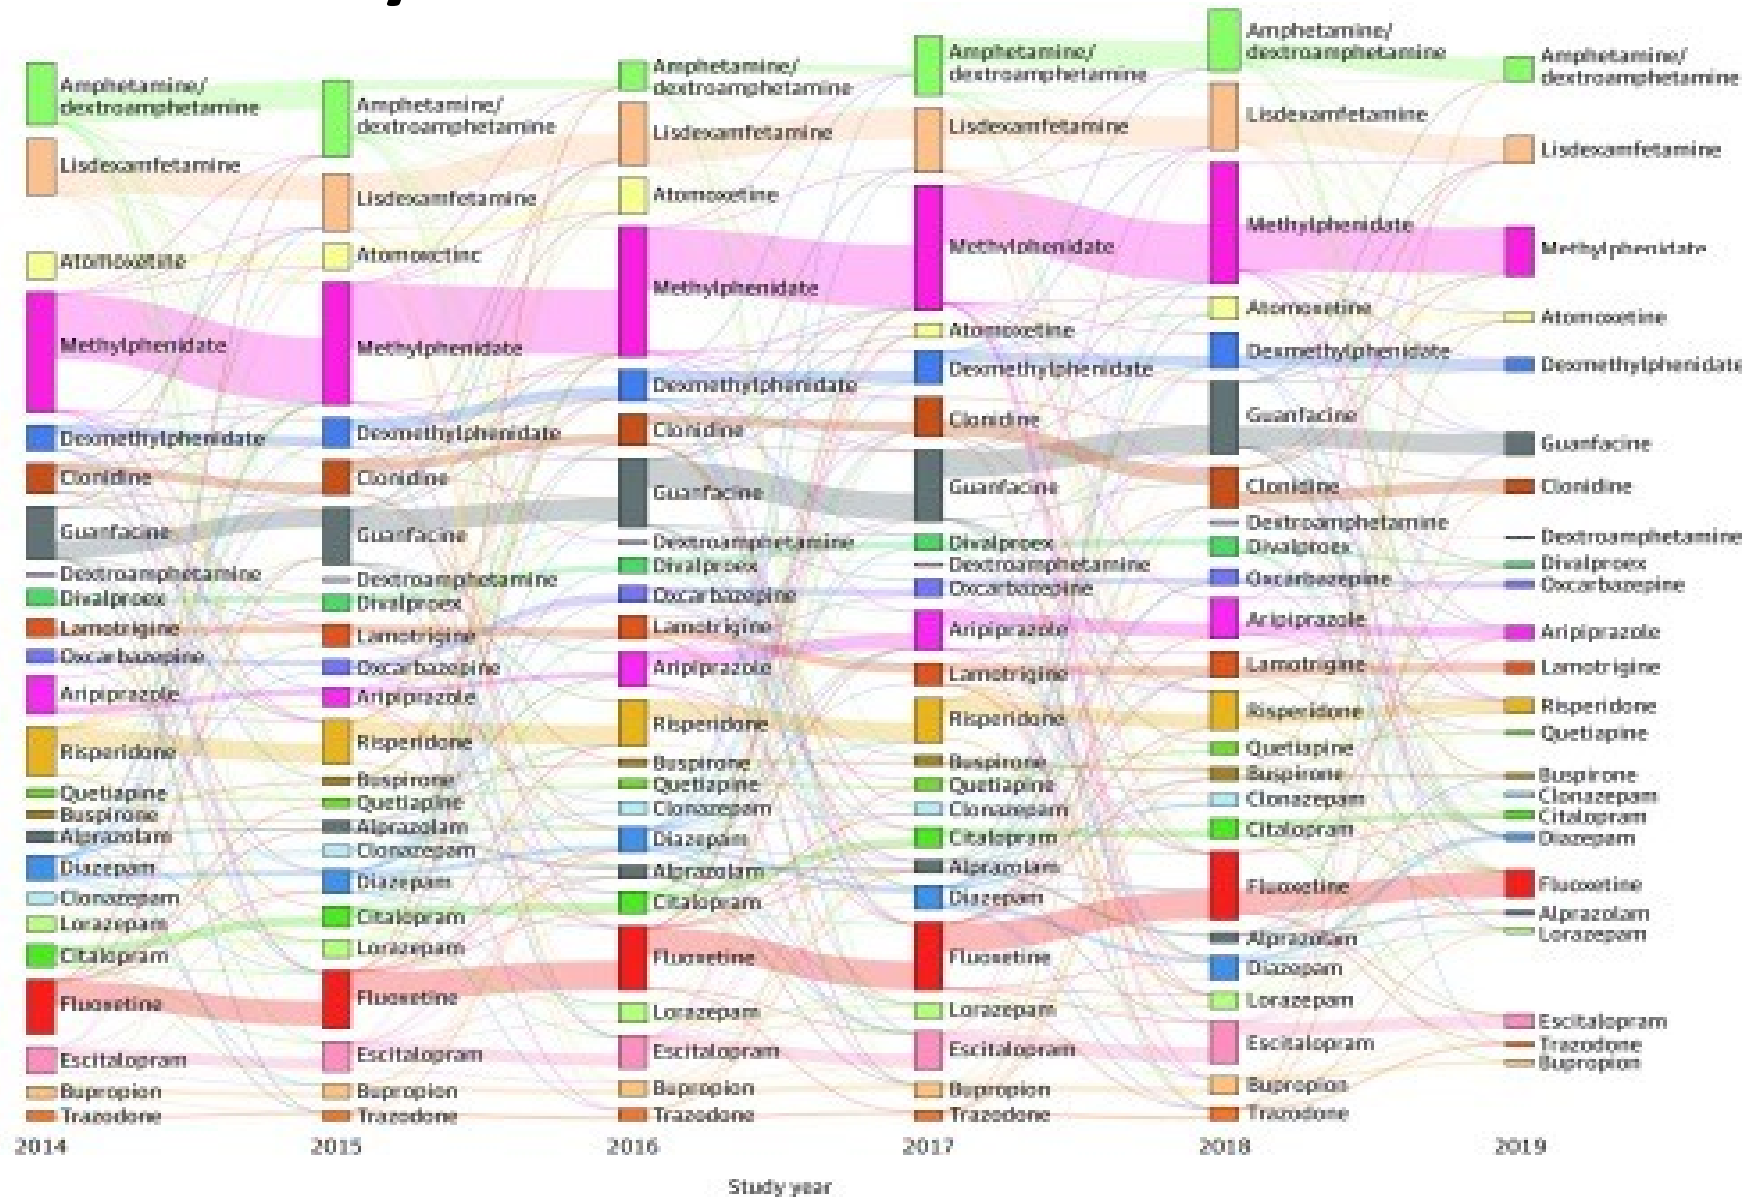 Amphetamine/
dextroamphetamine
Lisdexamfetamine
Atomoxetine
Methylphenidate
Dexmethylphenidate
Clonidine
Guanfacine
Dextroamphetamine
Divalproex
Lamotrigine
Oxcarbazepine
Aripiprazole
Risperidone
Quetiapine
Buspirone
Alprazolam
Diazepam
Clonazepam
Lorazepam
Citalopram
Fluoxetine
Escitalopram
Bupropion
Trazodone
2014
Amphetamine/
dextroamphetamine
Lisdexamfetamine
Atomoxetine
Methylphenidate
Dexmethylphenidate
Clonidine
Guanfacine
Dextroamphetamine
Divalproex
Lamotrigine
Oxcarbazepine
Aripiprazole
Risperidone
Buspirone
Quetiapine
Alprazolam
Clonazepam
Diazepam
Citalopram
Lorazepam
Fluoxetine
Escitalopram
Bupropion
Trazodone
2015
Amphetamine/
dextroamphetamine
Lisdexamfetamine
Atomoxetine
Methylphenidate
Dexmethylphenidate
Clonidine
Guanfacine
Dextroamphetamine
Divalproex
Oxcarbazepine
Lamotrigine
Aripiprazole
Risperidone
Buspirone
Quetiapine
Clonazepam
Diazepam
Alprazolam
Citalopram
Fluoxetine
Lorazepam
Escitalopram
Bupropion
Trazodone
2016
Amphetamine/
dextroamphetamine
Lisdexamfetamine
Methylphenidate
Atomoxetine
Dexmethylphenidate
Clonidine
Guanfacine
Divalproex
Dextroamphetamine
Oxcarbazepine
Aripiprazole
Lamotrigine
Risperidone
Buspirone
Quetiapine
Clonazepam
Citalopram
Alprazolam
Diazepam
Fluoxetine
Lorazepam
Escitalopram
Bupropion
Trazodone
2017
Amphetamine/
dextroamphetamine
Lisdexamfetamine
Methylphenidate
Atomoxetine
Dexmethylphenidate
Guanfacine
Clonidine
Dextroamphetamine
Divalproex
Oxcarbazepine
Aripiprazole
Lamotrigine
Risperidone
Quetiapine
Buspirone
Clonazepam
Citalopram
Fluoxetine
Alprazolam
Diazepam
Lorazepam
Escitalopram
Bupropion
Trazodone
2018
Amphetamine/
dextroamphetamine
Lisdexamfetamine
Methylphenidate
Atomoxetine
Dexmethylphenidate
Guanfacine
Clonidine
Dextroamphetamine
Divalproex
Oxcarbazepine
Aripiprazole
Lamotrigine
Risperidone
Quetiapine
Buspirone
Clonazepam
Citalopram
Diazepam
Fluoxetine
Alprazolam
Lorazepam
Escitalopram
Trazodone
Bupropion
2019
Study year